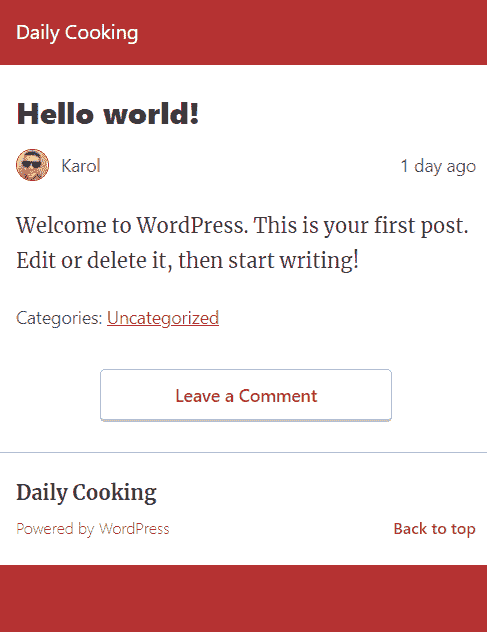 Daily Cooking
Hello world!
Karol 1 day ago
Welcome to WordPress. This is your first post.
Edit or delete it, then start writing!
Categories: Uncategorized
Leave a Comment
Daily Cooking
Powered by WordPress Back to top